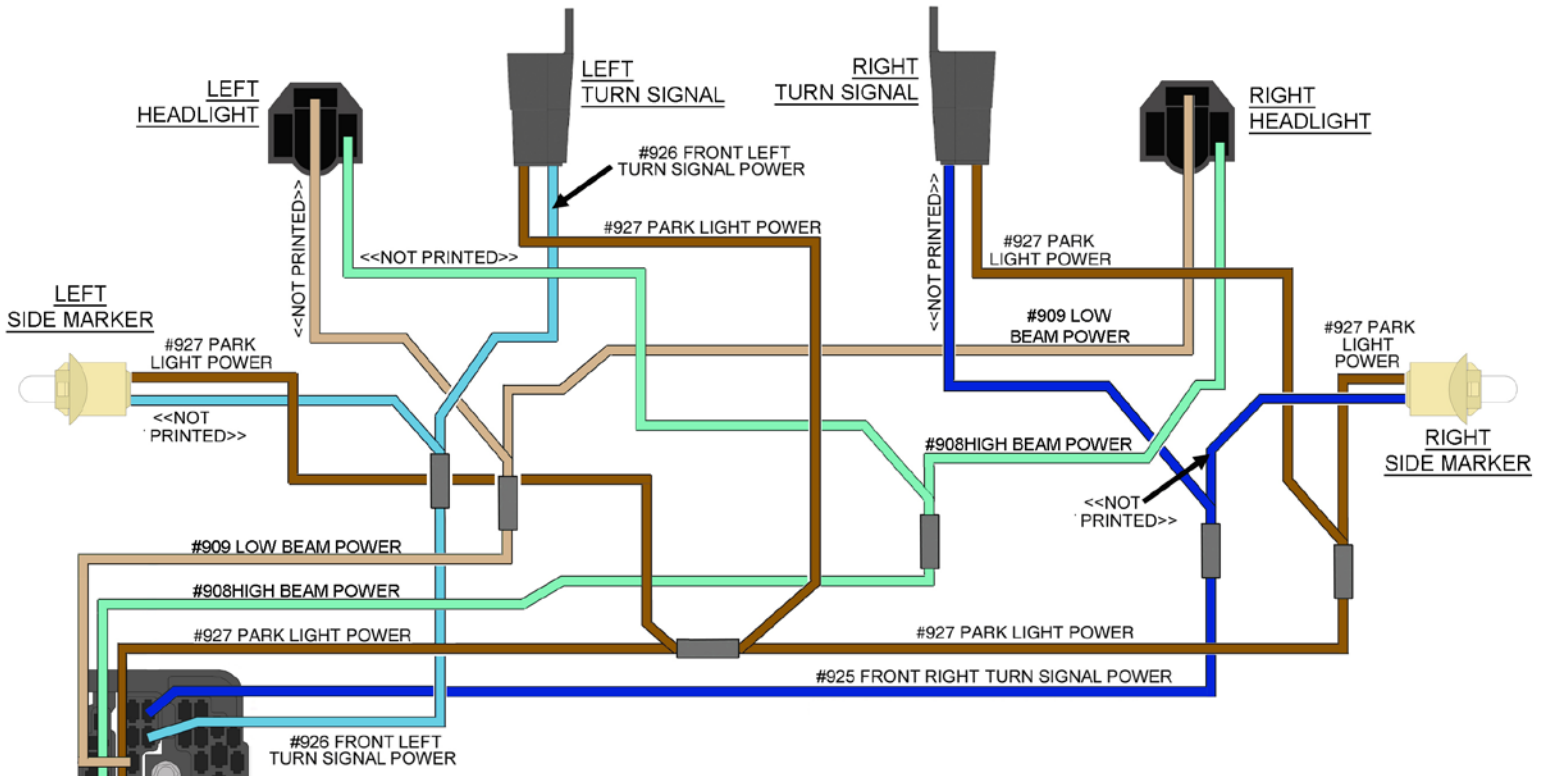 LEFT
TURN SIGNAL
RIGHT
TURN SIGNAL
LEFT
HEADLIGHT
RIGHT
HEADLIGHT
#926 FRONT LEFT
TURN SIGNAL POWER
<<NOT PRINTED>>
<<NOT PRINTED>>
#927 PARK LIGHT POWER
<<NOT PRINTED>>
#927 PARK
LIGHT POWER
LEFT
SIDE MARKER
#909 LOW
BEAM POWER
#927 PARK
LIGHT
POWER
#927 PARK
LIGHT POWER
<<NOT
PRINTED>>
#908HIGH BEAM POWER
RIGHT
SIDE MARKER
<<NOT
PRINTED>>
#909 LOW BEAM POWER
#908HIGH BEAM POWER
#927 PARK LIGHT POWER
#927 PARK LIGHT POWER
#925 FRONT RIGHT TURN SIGNAL POWER
#926 FRONT LEFT
TURN SIGNAL POWER